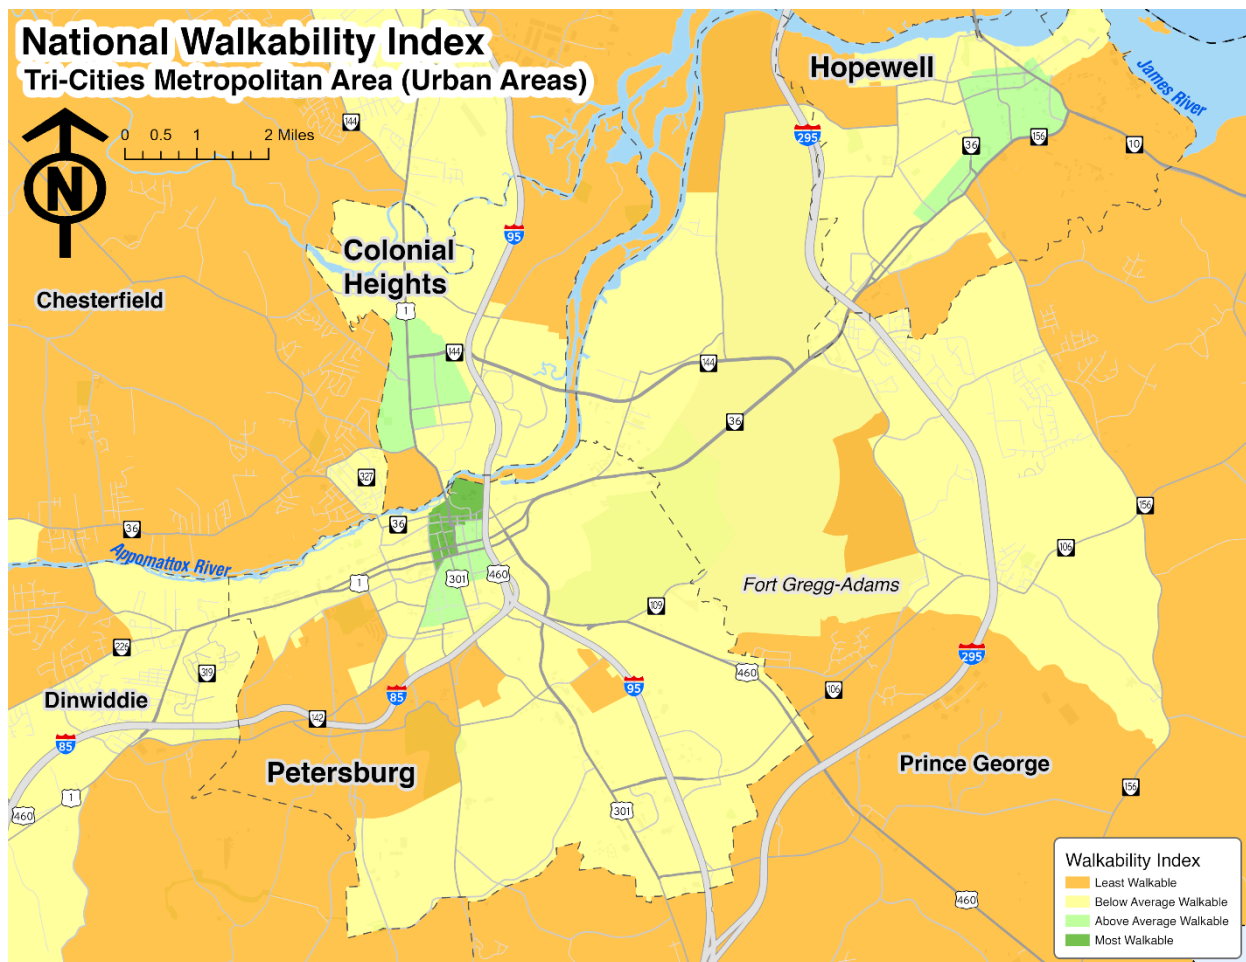 National Walkability Index
Tri-Cities Metropolitan Area (Urban Areas)
0 0.5 1 2 Miles
N
144
95
295
Hopewell
James River
36
156
10
Colonial
Heights
Chesterfield
1
144
144
36
327
36
36
Appomattox River
1
301
460
156
106
Fort Gregg-Adams
109
226
319
Dinwiddie
85
142
85
95
460
106
295
Petersburg
Prince George
1
460
301
156
460
Walkability Index
Least Walkable
Below Average Walkable
Above Average Walkable
Most Walkable